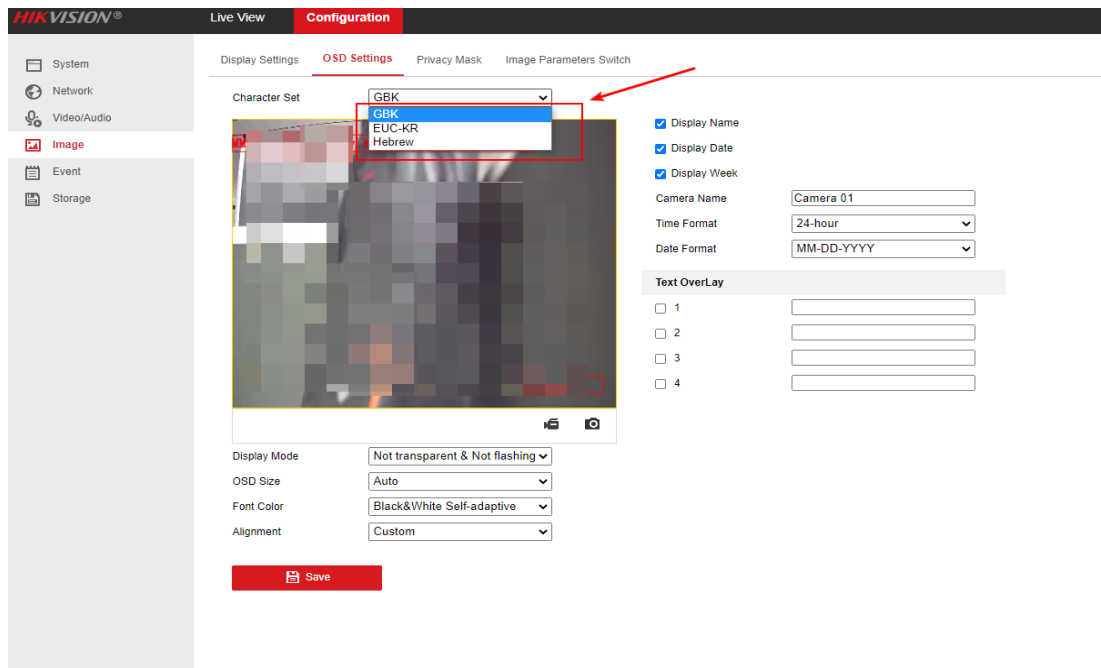 HIKVISION®
Live View
Configuration
System
Network
Video/Audio
Image
Event
Storage
Display Settings
OSD Settings
Privacy Mask
Image Parameters Switch
Character Set
GBK
GBK
EUC-KR
Hebrew
Display Mode
Not transparent & Not flashing
OSD Size
Auto
Font Color
Black&White Self-adaptive
Alignment
Custom
Save
Display Name
Display Date
Display Week
Camera Name
Camera 01
Time Format
24-hour
Date Format
MM-DD-YYYY
Text OverLay
1
2
3
4